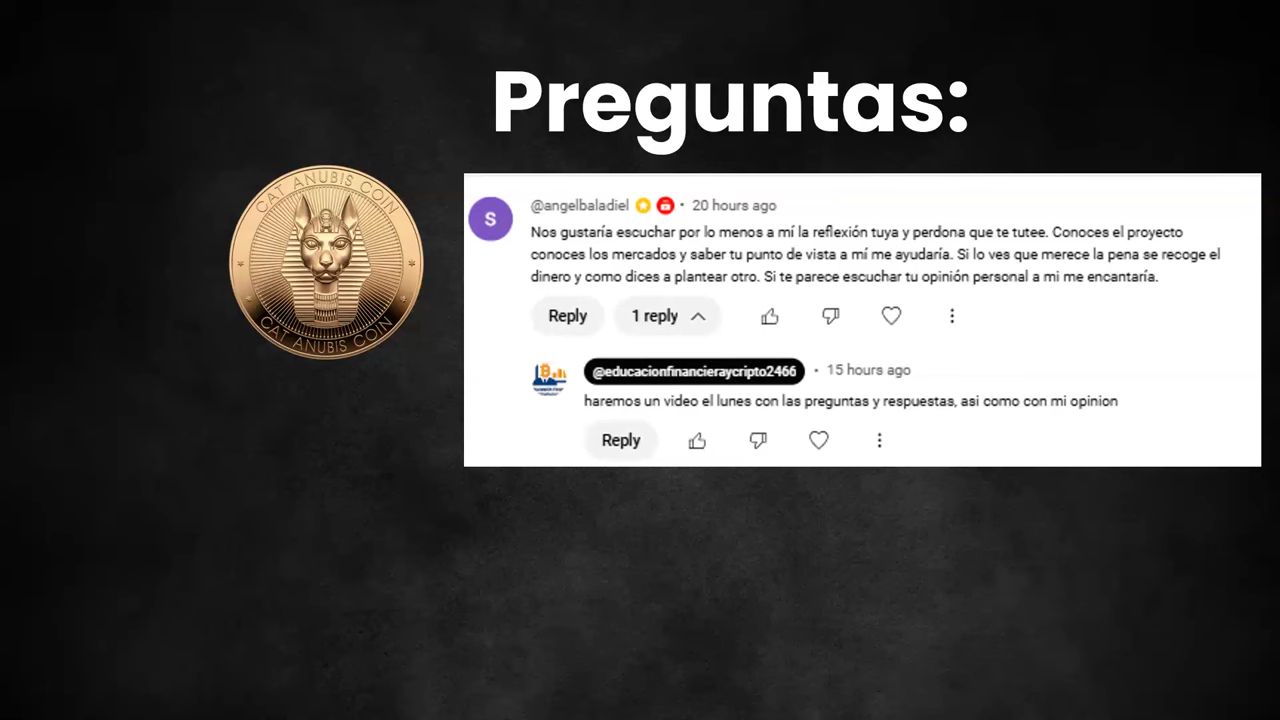 Preguntas:
CAT ANUBIS COIN
CAT ANUBIS COIN
S
@angelbaladiel • 20 hours ago
Nos gustaría escuchar por lo menos a mí la reflexión tuya y perdona que te tutee. Conoces el proyecto
conoces los mercados y saber tu punto de vista a mí me ayudaría. Si lo ves que merece la pena se recoge el
dinero y como dices a plantear otro. Si te parece escuchar tu opinión personal a mi me encantaría.
Reply 1 reply
@educacionfinancieraycripto2466 • 15 hours ago
haremos un video el lunes con las preguntas y respuestas, asi como con mi opinion
Reply